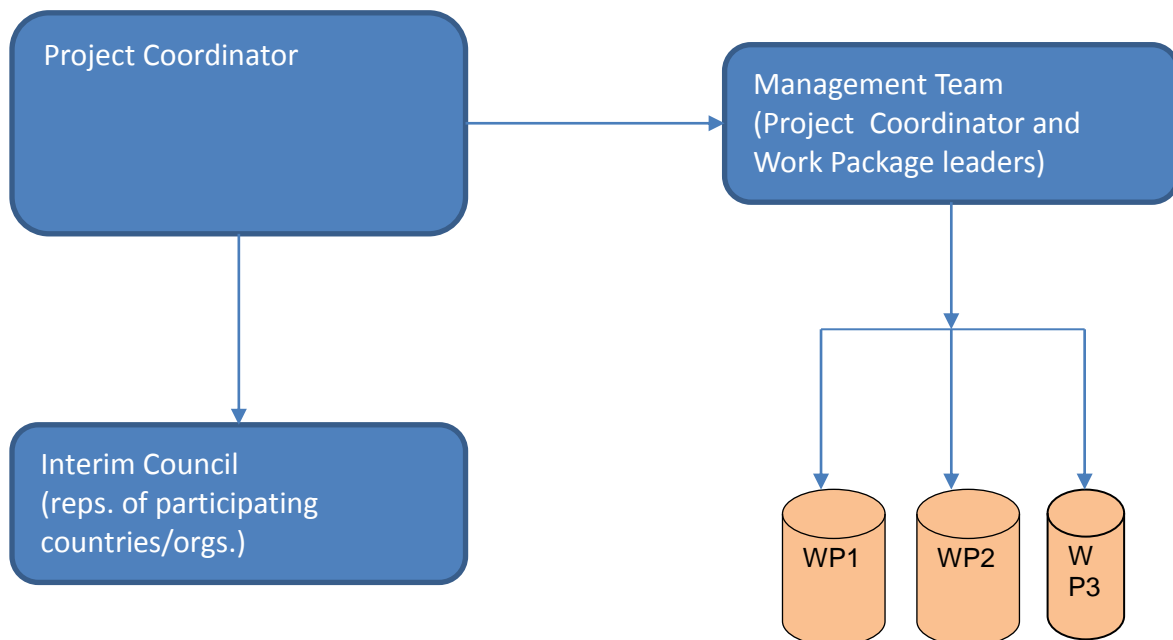 Project Coordinator
Management Team
(Project  Coordinator and
Work Package leaders)
Interim Council
(reps. of participating
countries/orgs.)
WP1
WP2
W
P3